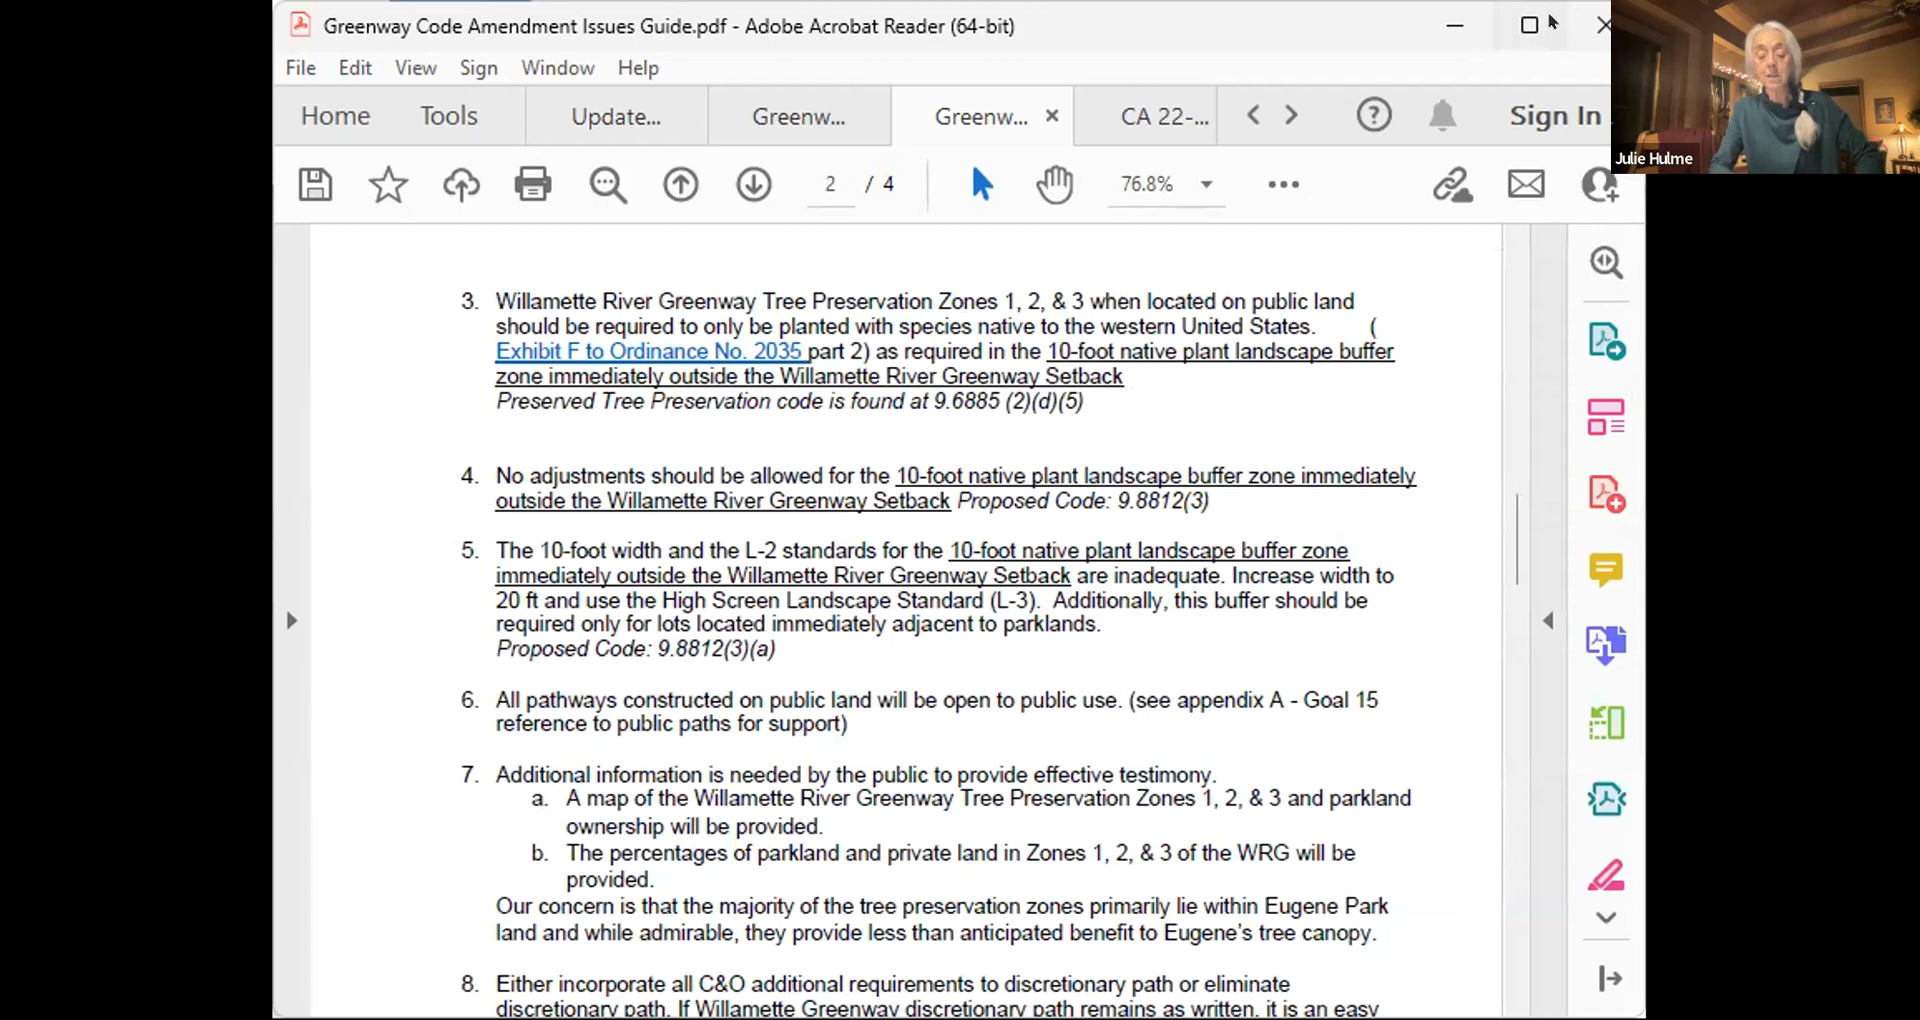 Greenway Code Amendment Issues Guide.pdf - Adobe Acrobat Reader (64-bit)
File Edit View Sign Window Help
Home Tools Update... Greenw... Greenw... CA 22-... Sign In
2 / 4 76.8%
Julie Hulme
3. Willamette River Greenway Tree Preservation Zones 1, 2, & 3 when located on public land
should be required to only be planted with species native to the western United States. (
Exhibit F to Ordinance No. 2035 part 2) as required in the 10-foot native plant landscape buffer
zone immediately outside the Willamette River Greenway Setback
Preserved Tree Preservation code is found at 9.6885 (2)(d)(5)
4. No adjustments should be allowed for the 10-foot native plant landscape buffer zone immediately
outside the Willamette River Greenway Setback Proposed Code: 9.8812(3)
5. The 10-foot width and the L-2 standards for the 10-foot native plant landscape buffer zone
immediately outside the Willamette River Greenway Setback are inadequate. Increase width to
20 ft and use the High Screen Landscape Standard (L-3). Additionally, this buffer should be
required only for lots located immediately adjacent to parklands.
Proposed Code: 9.8812(3)(a)
6. All pathways constructed on public land will be open to public use. (see appendix A - Goal 15
reference to public paths for support)
7. Additional information is needed by the public to provide effective testimony.
a. A map of the Willamette River Greenway Tree Preservation Zones 1, 2, & 3 and parkland
ownership will be provided.
b. The percentages of parkland and private land in Zones 1, 2, & 3 of the WRG will be
provided.
Our concern is that the majority of the tree preservation zones primarily lie within Eugene Park
land and while admirable, they provide less than anticipated benefit to Eugene's tree canopy.
8. Either incorporate all C&O additional requirements to discretionary path or eliminate
discretionary path. If Willamette Greenway discretionary path remains as written, it is an easy